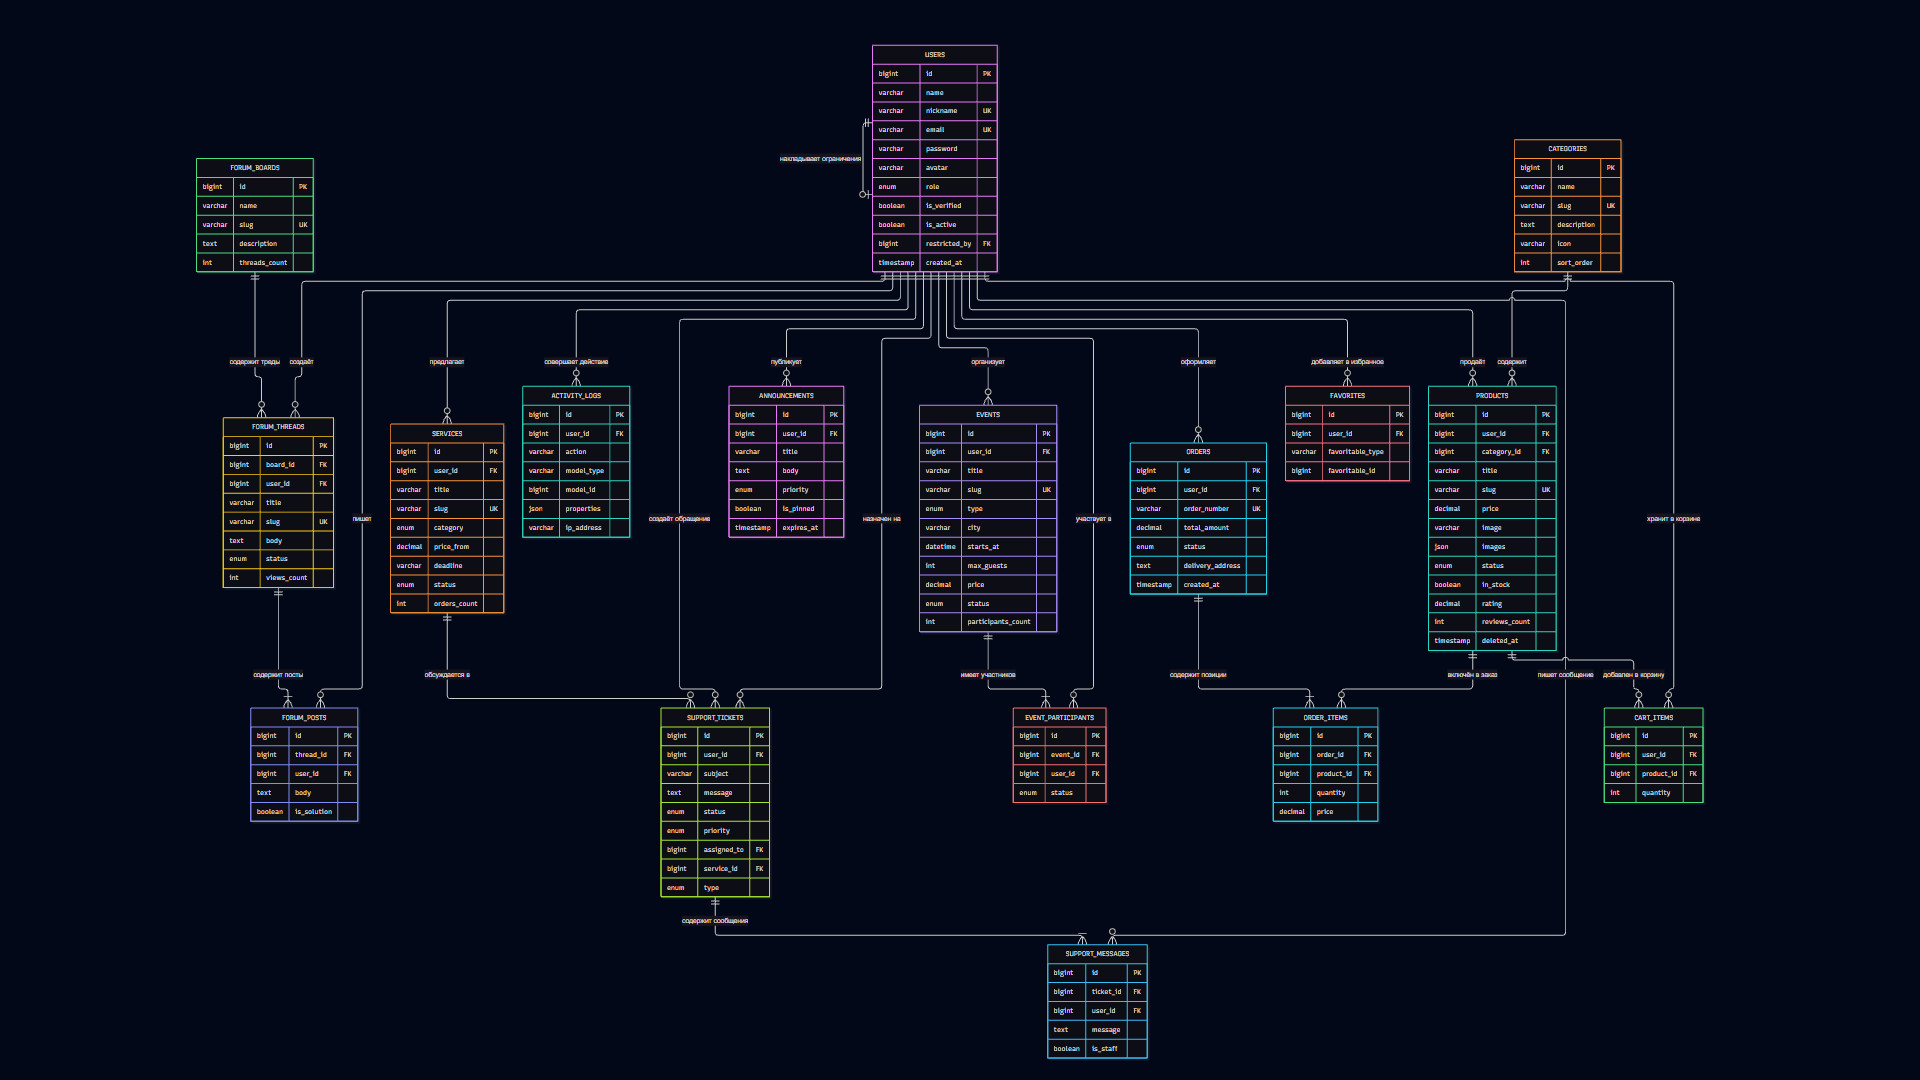 USERS
bigint id PK
varchar name
varchar nickname UK
varchar email UK
varchar password
varchar avatar
enum role
boolean is_verified
boolean is_active
bigint restricted_by FK
timestamp created_at
накладывает ограничения
FORUM_BOARDS
bigint id PK
varchar name
varchar slug UK
text description
int threads_count
CATEGORIES
bigint id PK
varchar name
varchar slug UK
text description
varchar icon
int sort_order
содержит треды
создаёт
предлагает
совершает действие
публикует
организует
оформляет
добавляет в избранное
продаёт
содержит
FORUM_THREADS
bigint id PK
bigint board_id FK
bigint user_id FK
varchar title
varchar slug UK
text body
enum status
int views_count
пишет
SERVICES
bigint id PK
bigint user_id FK
varchar title
varchar slug UK
enum category
decimal price_from
varchar deadline
enum status
int orders_count
ACTIVITY_LOGS
bigint id PK
bigint user_id FK
varchar action
varchar model_type
bigint model_id
json properties
varchar ip_address
создаёт обращение
ANNOUNCEMENTS
bigint id PK
bigint user_id FK
varchar title
text body
enum priority
boolean is_pinned
timestamp expires_at
назначен на
EVENTS
bigint id PK
bigint user_id FK
varchar title
varchar slug UK
enum type
varchar city
datetime starts_at
int max_guests
decimal price
enum status
int participants_count
участвует в
ORDERS
bigint id PK
bigint user_id FK
varchar order_number UK
decimal total_amount
enum status
text delivery_address
timestamp created_at
FAVORITES
bigint id PK
bigint user_id FK
varchar favoritable_type
bigint favoritable_id
PRODUCTS
bigint id PK
bigint user_id FK
bigint category_id FK
varchar title
varchar slug UK
decimal price
varchar image
json images
enum status
boolean in_stock
decimal rating
int reviews_count
timestamp deleted_at
хранит в корзине
содержит посты
обсуждается в
имеет участников
содержит позиции
включён в заказ
пишет сообщение
добавлен в корзину
FORUM_POSTS
bigint id PK
bigint thread_id FK
bigint user_id FK
text body
boolean is_solution
SUPPORT_TICKETS
bigint id PK
bigint user_id FK
varchar subject
text message
enum status
enum priority
bigint assigned_to FK
bigint service_id FK
enum type
EVENT_PARTICIPANTS
bigint id PK
bigint event_id FK
bigint user_id FK
enum status
ORDER_ITEMS
bigint id PK
bigint order_id FK
bigint product_id FK
int quantity
decimal price
CART_ITEMS
bigint id PK
bigint user_id FK
bigint product_id FK
int quantity
содержит сообщения
SUPPORT_MESSAGES
bigint id PK
bigint ticket_id FK
bigint user_id FK
text message
boolean is_staff